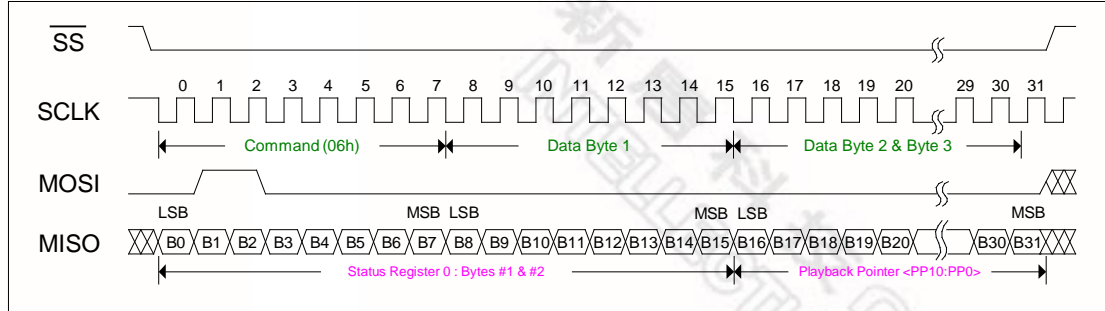 SS
0 1 2 3 4 5 6 7 8 9 10 11 12 13 14 15 16 17 18 19 20 29 30 31
SCLK
Command (06h) Data Byte 1 Data Byte 2 & Byte 3
MOSI
LSB MSB LSB MSB LSB MSB
MISO B0 B1 B2 B3 B4 B5 B6 B7 B8 B9 B10 B11 B12 B13 B14 B15 B16 B17 B18 B19 B20 B30 B31
Status Register 0 : Bytes #1 & #2 Playback Pointer <PP10:PP0>